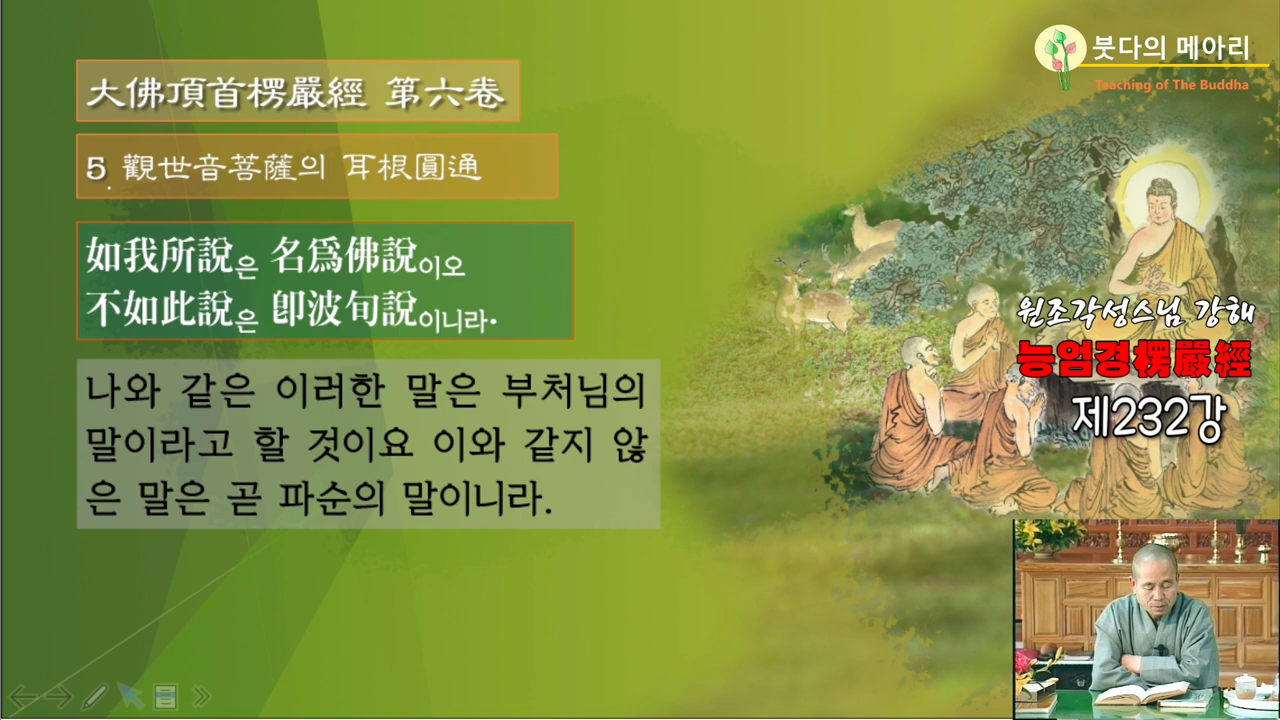 大佛頂首楞嚴經 第六卷
5. 觀世音菩薩의 耳根圓通
如我所說은 名爲佛說이오
不如此說은 卽波旬說이니라.
나와 같은 이러한 말은 부처님의
말이라고 할 것이요 이와 같지 않
은 말은 곧 파순의 말이니라.
붓다의 메아리
Teaching of The Buddha
원조각성스님 강해
능엄경楞嚴經
제232강